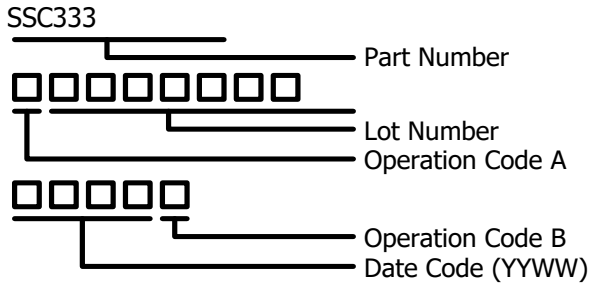 SSC333
Part Number
Lot Number
Operation Code A
Operation Code B
Date Code (YYWW)